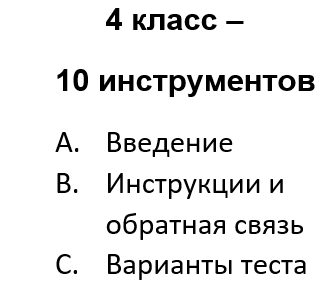 4 класс –
10 инструментов
A. Введение
B. Инструкции и
обратная связь
C. Варианты теста